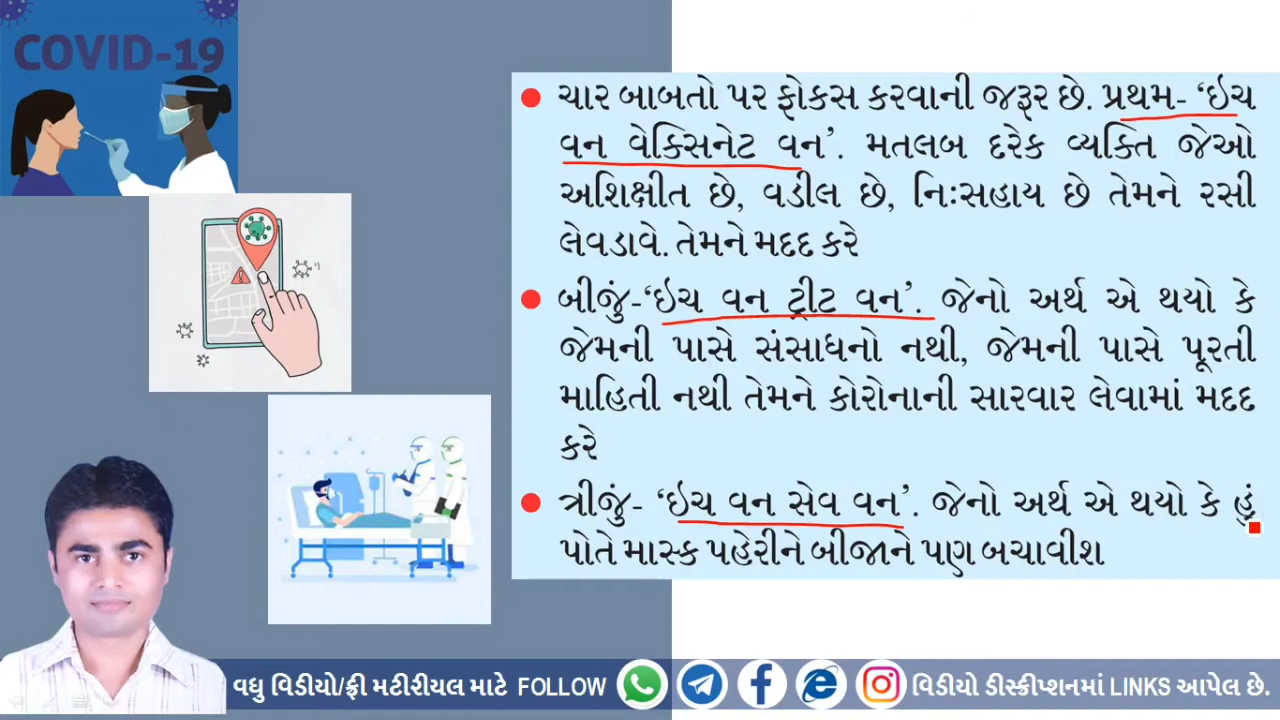 COVID-19
ચાર બાબતો પર ફોકસ કરવાની જરૂર છે. પ્રથમ- ‘ઇચ
વન વેક્સિનેટ વન’. મતલબ દરેક વ્યક્તિ જેઓ
અશિક્ષીત છે, વડીલ છે, નિઃસહાય છે તેમને રસી
લેવડાવે. તેમને મદદ કરે
બીજું-‘ઇચ વન ટ્રીટ વન’. જેનો અર્થ એ થયો કે
જેમની પાસે સંસાધનો નથી, જેમની પાસે પૂરતી
માહિતી નથી તેમને કોરોનાની સારવાર લેવામાં મદદ
કરે
ત્રીજું- ‘ઇચ વન સેવ વન’. જેનો અર્થ એ થયો કે હું
પોતે માસ્ક પહેરીને બીજાને પણ બચાવીશ
વધુ વિડીયો/ફ્રી મટીરીયલ માટે FOLLOW
વિડીયો ડીસ્ક્રીપ્શનમાં LINKS આપેલ છે.